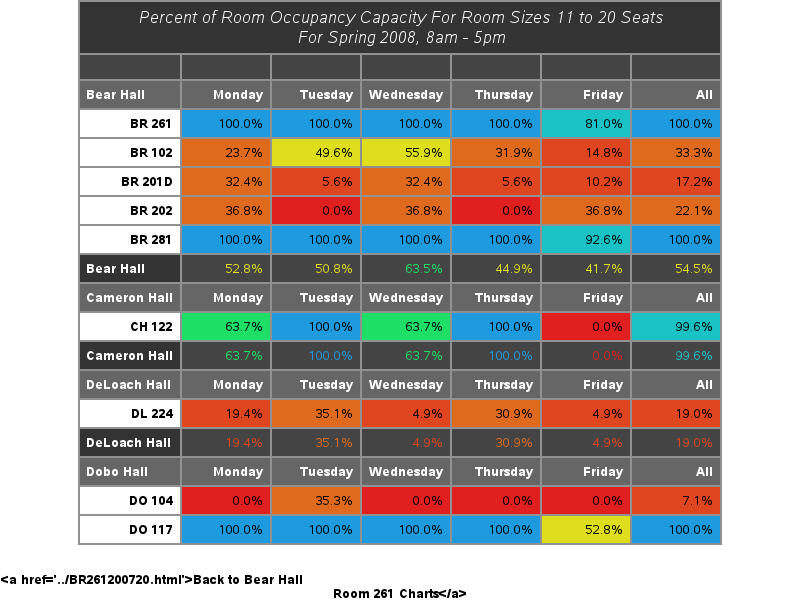 Percent of Room Occupancy Capacity For Room Sizes 11 to 20 Seats
For Spring 2008, 8am - 5pm
Bear Hall Monday Tuesday Wednesday Thursday Friday All
BR 261 100.0% 100.0% 100.0% 100.0% 81.0% 100.0%
BR 102 23.7% 49.6% 55.9% 31.9% 14.8% 33.3%
BR 201D 32.4% 5.6% 32.4% 5.6% 10.2% 17.2%
BR 202 36.8% 0.0% 36.8% 0.0% 36.8% 22.1%
BR 281 100.0% 100.0% 100.0% 100.0% 92.6% 100.0%
Bear Hall 52.8% 50.8% 63.5% 44.9% 41.7% 54.5%
Cameron Hall Monday Tuesday Wednesday Thursday Friday All
CH 122 63.7% 100.0% 63.7% 100.0% 0.0% 99.6%
Cameron Hall 63.7% 100.0% 63.7% 100.0% 0.0% 99.6%
DeLoach Hall Monday Tuesday Wednesday Thursday Friday All
DL 224 19.4% 35.1% 4.9% 30.9% 4.9% 19.0%
DeLoach Hall 19.4% 35.1% 4.9% 30.9% 4.9% 19.0%
Dobo Hall Monday Tuesday Wednesday Thursday Friday All
DO 104 0.0% 35.3% 0.0% 0.0% 0.0% 7.1%
DO 117 100.0% 100.0% 100.0% 100.0% 52.8% 100.0%
<a href='../BR261200720.html'>Back to Bear Hall
Room 261 Charts</a>